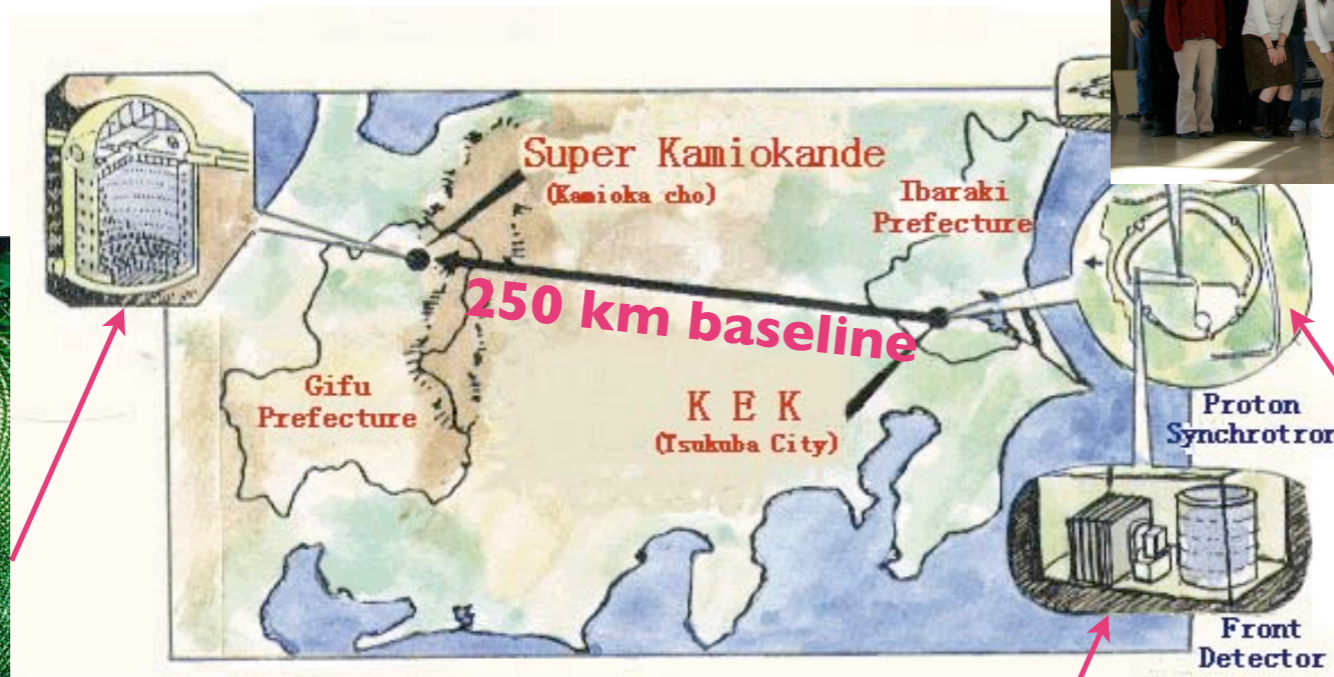 Super Kamiokande
(Kamioka cho)
Ibaraki
Prefecture
250 km baseline
Gifu
Prefecture
K E K
(Tsukuba City)
Proton
Synchrotron
Front
Detector